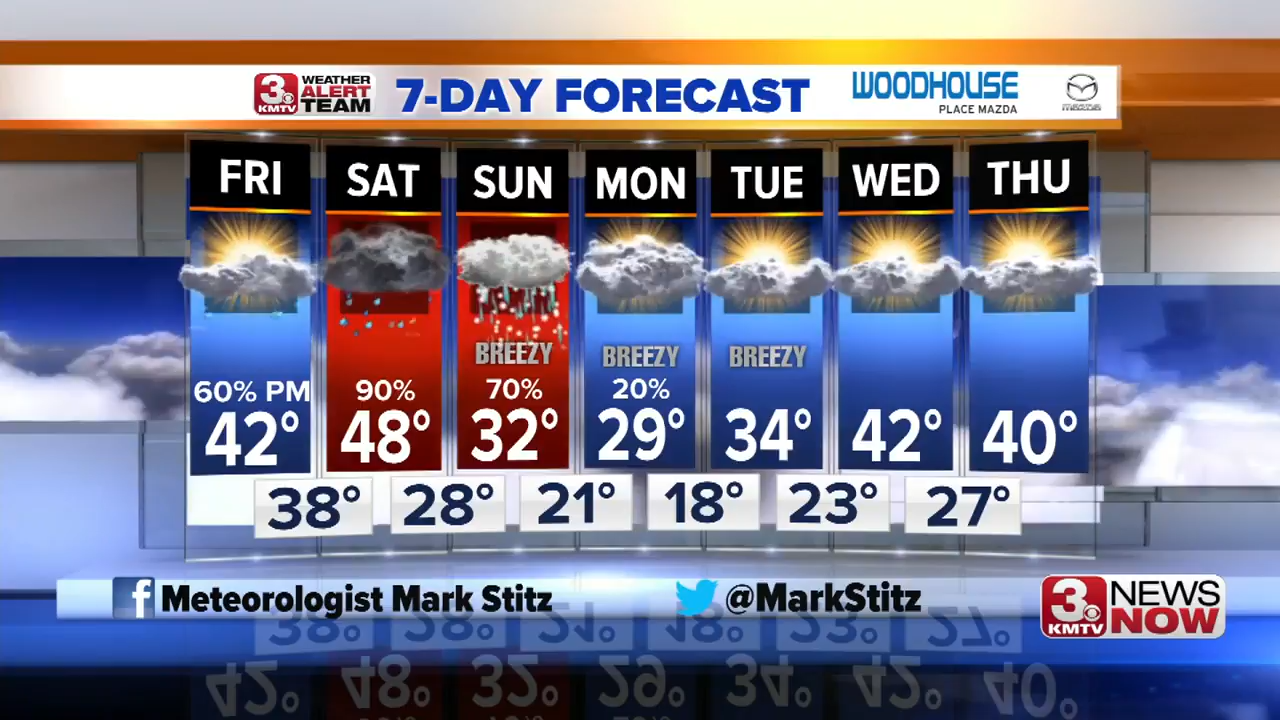 3 KMTV WEATHER ALERT TEAM
7-DAY FORECAST
WOODHOUSE
PLACE MAZDA
mazda
FRI SAT SUN MON TUE WED THU
BREEZY BREEZY BREEZY
60% PM 90% 70% 20%
42° 48° 32° 29° 34° 42° 40°
38° 28° 21° 18° 23° 27°
f Meteorologist Mark Stitz @MarkStitz
3 KMTV NEWS NOW